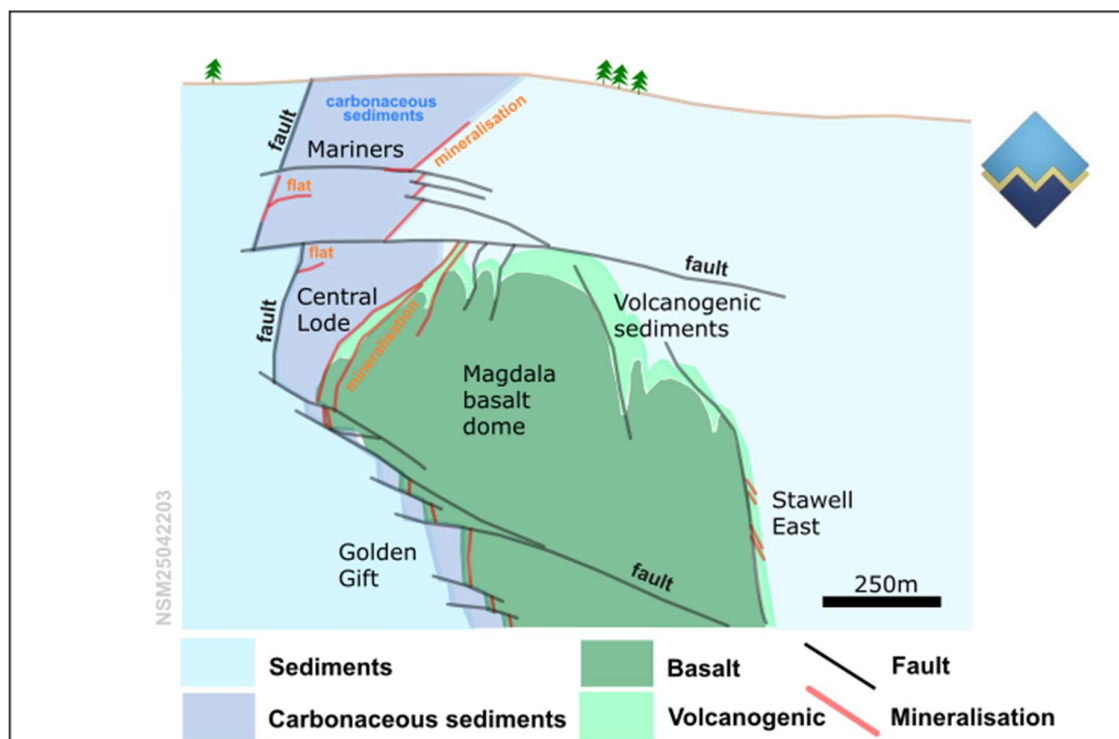 carbonaceous
sediments
fault
Mariners
mineralisation
flat
flat
fault
fault
Central
Lode
Volcanogenic
sediments
mineralisation
Magdala
basalt
dome
Stawell
East
Golden
Gift
fault
250m
NSM25042203
Sediments
Basalt
Fault
Carbonaceous sediments
Volcanogenic
Mineralisation